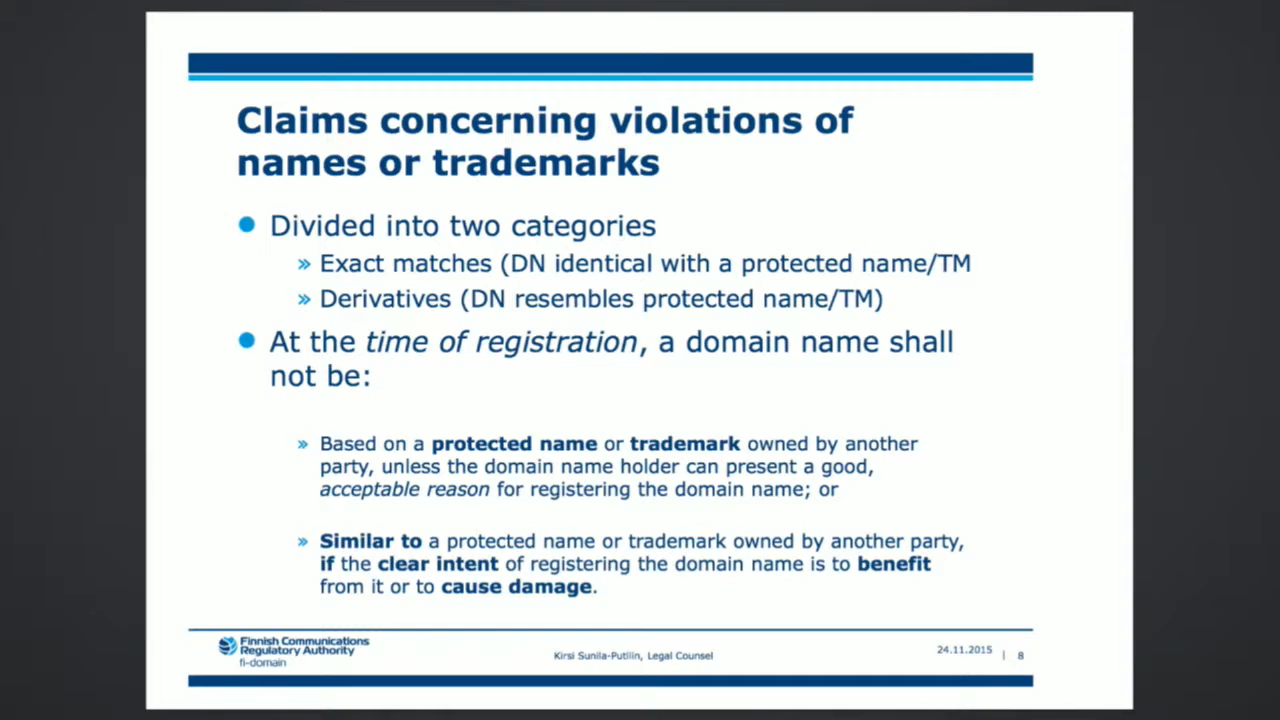 Claims concerning violations of
names or trademarks
Divided into two categories
» Exact matches (DN identical with a protected name/TM
» Derivatives (DN resembles protected name/TM)
At the time of registration, a domain name shall
not be:
» Based on a protected name or trademark owned by another
party, unless the domain name holder can present a good,
acceptable reason for registering the domain name; or
» Similar to a protected name or trademark owned by another party,
if the clear intent of registering the domain name is to benefit
from it or to cause damage.
Finnish Communications
Regulatory Authority
fi-domain
Kirsi Sunila-Putilin, Legal Counsel
24.11.2015 | 8